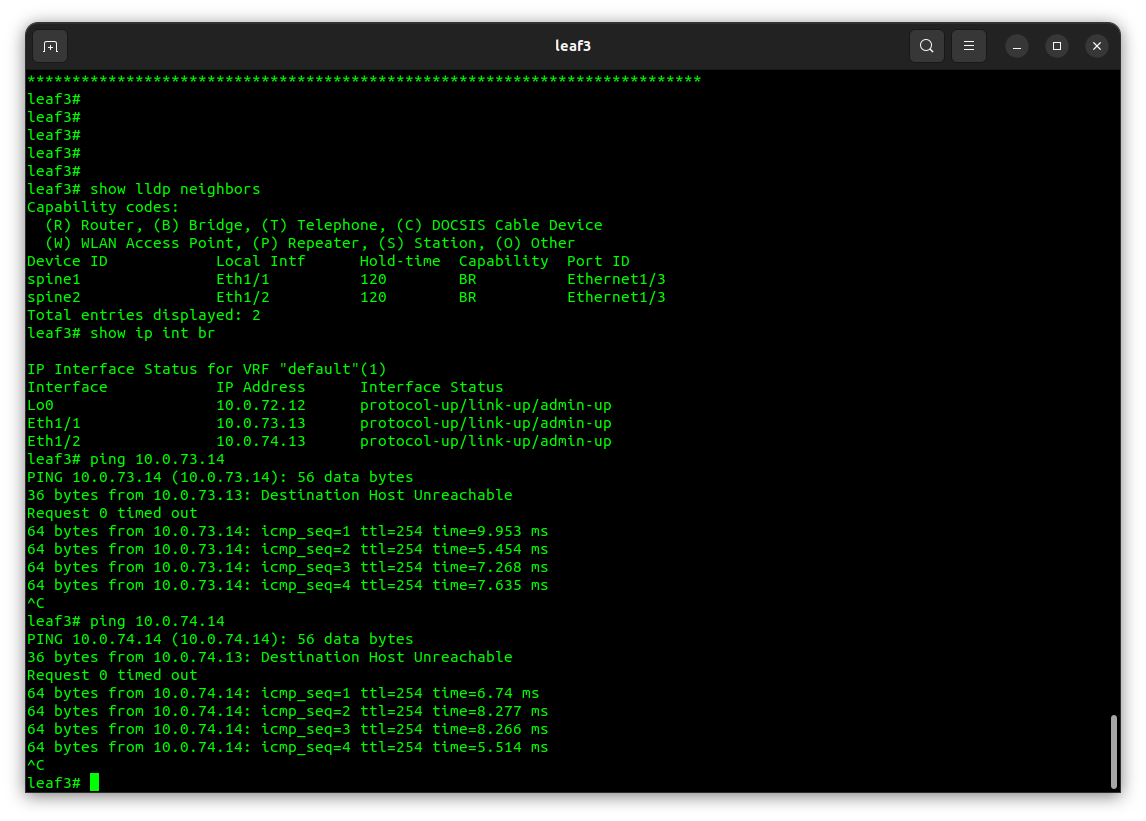 leaf3
***************************************************************************
leaf3#
leaf3#
leaf3#
leaf3#
leaf3#
leaf3# show lldp neighbors
Capability codes:
  (R) Router, (B) Bridge, (T) Telephone, (C) DOCSIS Cable Device
  (W) WLAN Access Point, (P) Repeater, (S) Station, (O) Other
Device ID            Local Intf      Hold-time  Capability  Port ID
spine1               Eth1/1          120        BR          Ethernet1/3
spine2               Eth1/2          120        BR          Ethernet1/3
Total entries displayed: 2
leaf3# show ip int br
IP Interface Status for VRF "default"(1)
Interface            IP Address      Interface Status
Lo0                  10.0.72.12      protocol-up/link-up/admin-up
Eth1/1               10.0.73.13      protocol-up/link-up/admin-up
Eth1/2               10.0.74.13      protocol-up/link-up/admin-up
leaf3# ping 10.0.73.14
PING 10.0.73.14 (10.0.73.14): 56 data bytes
36 bytes from 10.0.73.13: Destination Host Unreachable
Request 0 timed out
64 bytes from 10.0.73.14: icmp_seq=1 ttl=254 time=9.953 ms
64 bytes from 10.0.73.14: icmp_seq=2 ttl=254 time=5.454 ms
64 bytes from 10.0.73.14: icmp_seq=3 ttl=254 time=7.268 ms
64 bytes from 10.0.73.14: icmp_seq=4 ttl=254 time=7.635 ms
^C
leaf3# ping 10.0.74.14
PING 10.0.74.14 (10.0.74.14): 56 data bytes
36 bytes from 10.0.74.13: Destination Host Unreachable
Request 0 timed out
64 bytes from 10.0.74.14: icmp_seq=1 ttl=254 time=6.74 ms
64 bytes from 10.0.74.14: icmp_seq=2 ttl=254 time=8.277 ms
64 bytes from 10.0.74.14: icmp_seq=3 ttl=254 time=8.266 ms
64 bytes from 10.0.74.14: icmp_seq=4 ttl=254 time=5.514 ms
^C
leaf3#